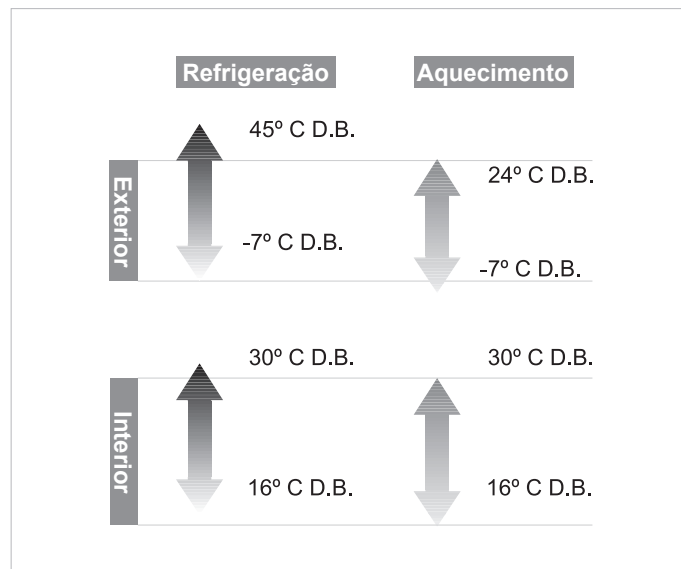 Refrigeração Aquecimento
45º C D.B.
24º C D.B.
Exterior
-7º C D.B.
-7º C D.B.
30º C D.B. 30º C D.B.
Interior
16º C D.B. 16º C D.B.